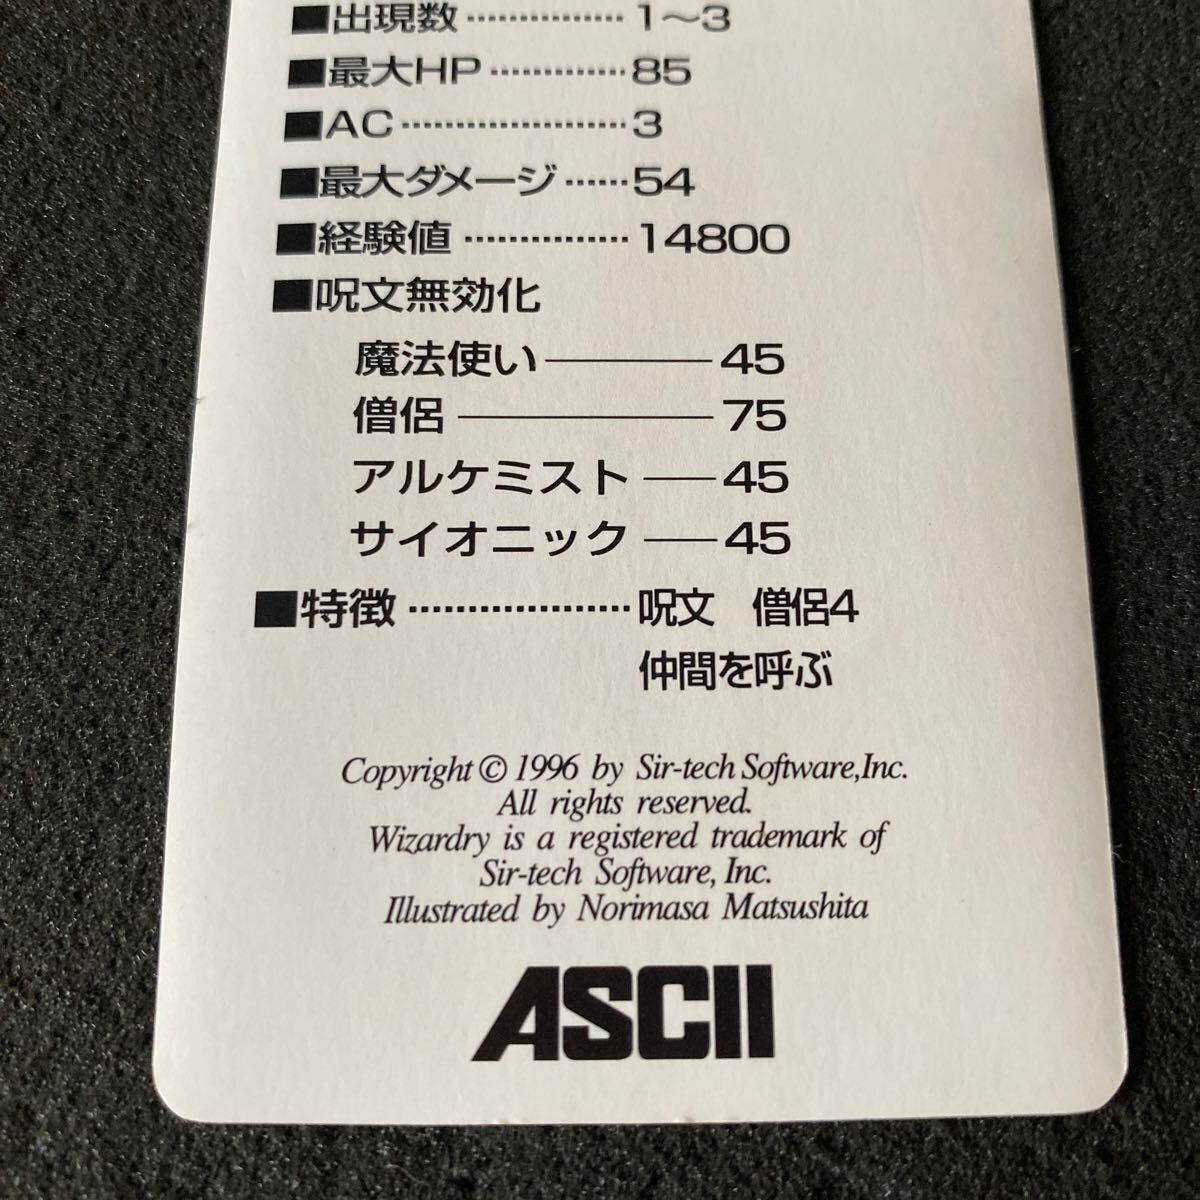 ■出現数……………1～3
■最大HP……………85
■AC……………………3
■最大ダメージ……54
■経験値………………14800
■呪文無効化
魔法使い――――45
僧侶――――――75
アルケミスト――45
サイオニック――45
■特徴……………………呪文　僧侶4
仲間を呼ぶ
Copyright © 1996 by Sir-tech Software,Inc.
All rights reserved.
Wizardry is a registered trademark of
Sir-tech Software, Inc.
Illustrated by Norimasa Matsushita
ASCII